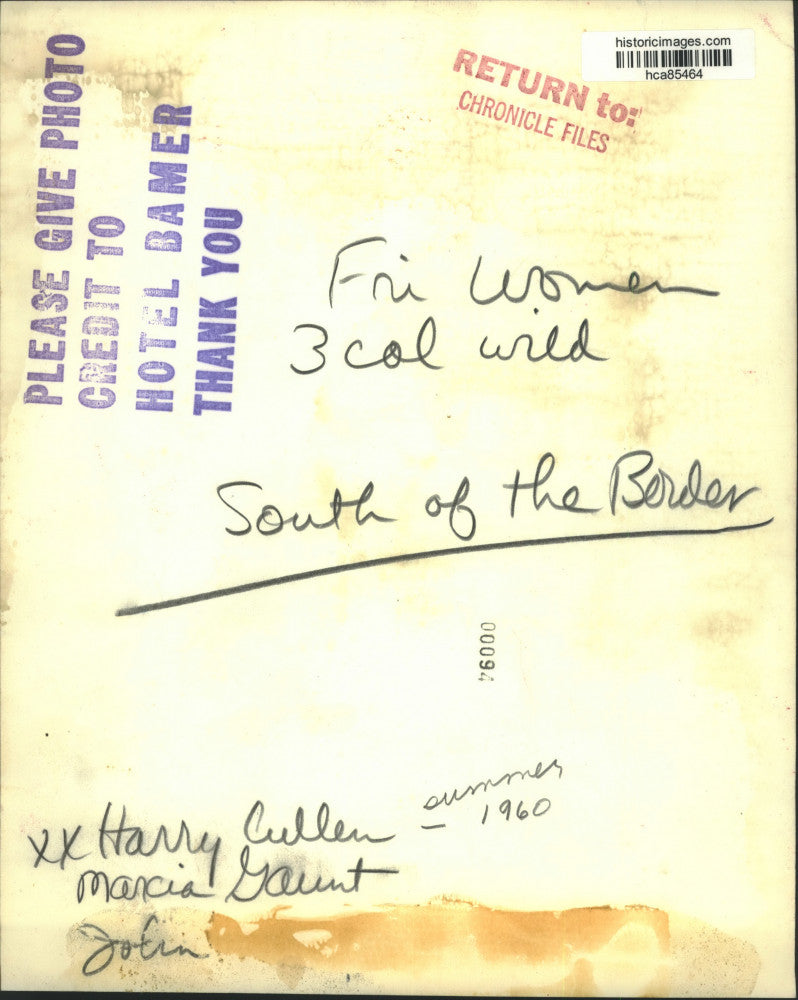 historicimages.com
hca85464
RETURN to:
CHRONICLE FILES
PLEASE GIVE PHOTO
CREDIT TO
HOTEL BAMER
THANK YOU
Fri Women
3 col wild
South of the Border
00094
summer
1960
xx Harry Cullen -
Marcia Gaunt
John